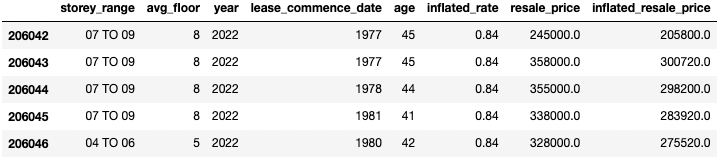 storey_range avg_floor year lease_commence_date age inflated_rate resale_price inflated_resale_price
206042 07 TO 09 8 2022 1977 45 0.84 245000.0 205800.0
206043 07 TO 09 8 2022 1977 45 0.84 358000.0 300720.0
206044 07 TO 09 8 2022 1978 44 0.84 355000.0 298200.0
206045 07 TO 09 8 2022 1981 41 0.84 338000.0 283920.0
206046 04 TO 06 5 2022 1980 42 0.84 328000.0 275520.0